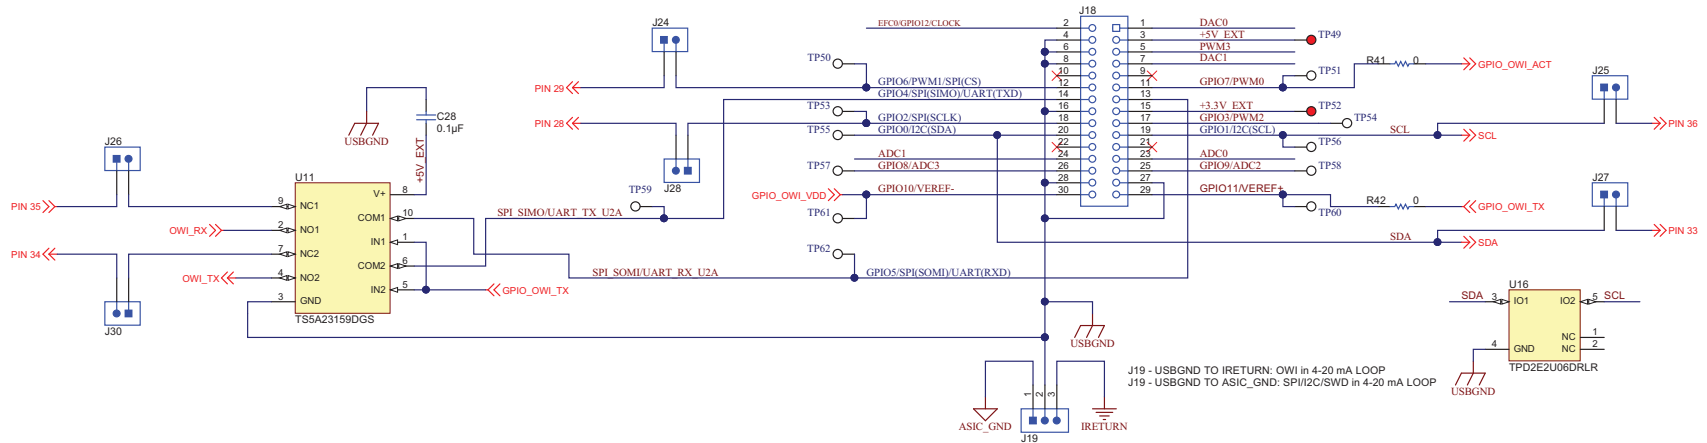 J18
EFC0/GPIO12/CLOCK
2
1
DAC0
4
3
+5V_EXT
TP49
6
5
PWM3
8
7
DAC1
10
9
12
11
14
13
16
15
18
17
20
19
22
21
24
23
26
25
28
27
30
29
J24
TP50
PIN 29
GPIO6/PWM1/SPI(CS)
GPIO4/SPI(SIMO)/UART(TXD)
GPIO7/PWM0
TP51
R41
0
GPIO_OWI_ACT
J25
TP53
+3.3V_EXT
TP52
PIN 28
GPIO2/SPI(SCLK)
GPIO3/PWM2
TP54
PIN 36
TP55
GPIO0/I2C(SDA)
GPIO1/I2C(SCL)
SCL
SCL
TP56
J28
ADC1
ADC0
TP57
GPIO8/ADC3
GPIO9/ADC2
TP58
GPIO_OWI_VDD
GPIO10/VEREF-
GPIO11/VEREF+
TP61
TP60
R42
0
GPIO_OWI_TX
J27
PIN 33
SDA
SDA
TP59
SPI_SIMO/UART_TX_U2A
TP62
SPI_SOMI/UART_RX_U2A
GPIO5/SPI(SOMI)/UART(RXD)
USBGND
C28
0.1µF
+5V_EXT
J26
PIN 35
PIN 34
J30
U11
V+
8
9
NC1
COM1
10
OWI_RX
2
NO1
IN1
1
7
NC2
COM2
6
OWI_TX
4
NO2
IN2
5
3
GND
TS5A23159DGS
GPIO_OWI_TX
USBGND
J19 - USBGND TO IRETURN: OWI in 4-20 mA LOOP
J19 - USBGND TO ASIC_GND: SPI/I2C/SWD in 4-20 mA LOOP
1
2
3
ASIC_GND
IRETURN
J19
U16
SDA
3
IO1
IO2
5
SCL
NC
1
4
GND
NC
2
TPD2E2U06DRLR
USBGND